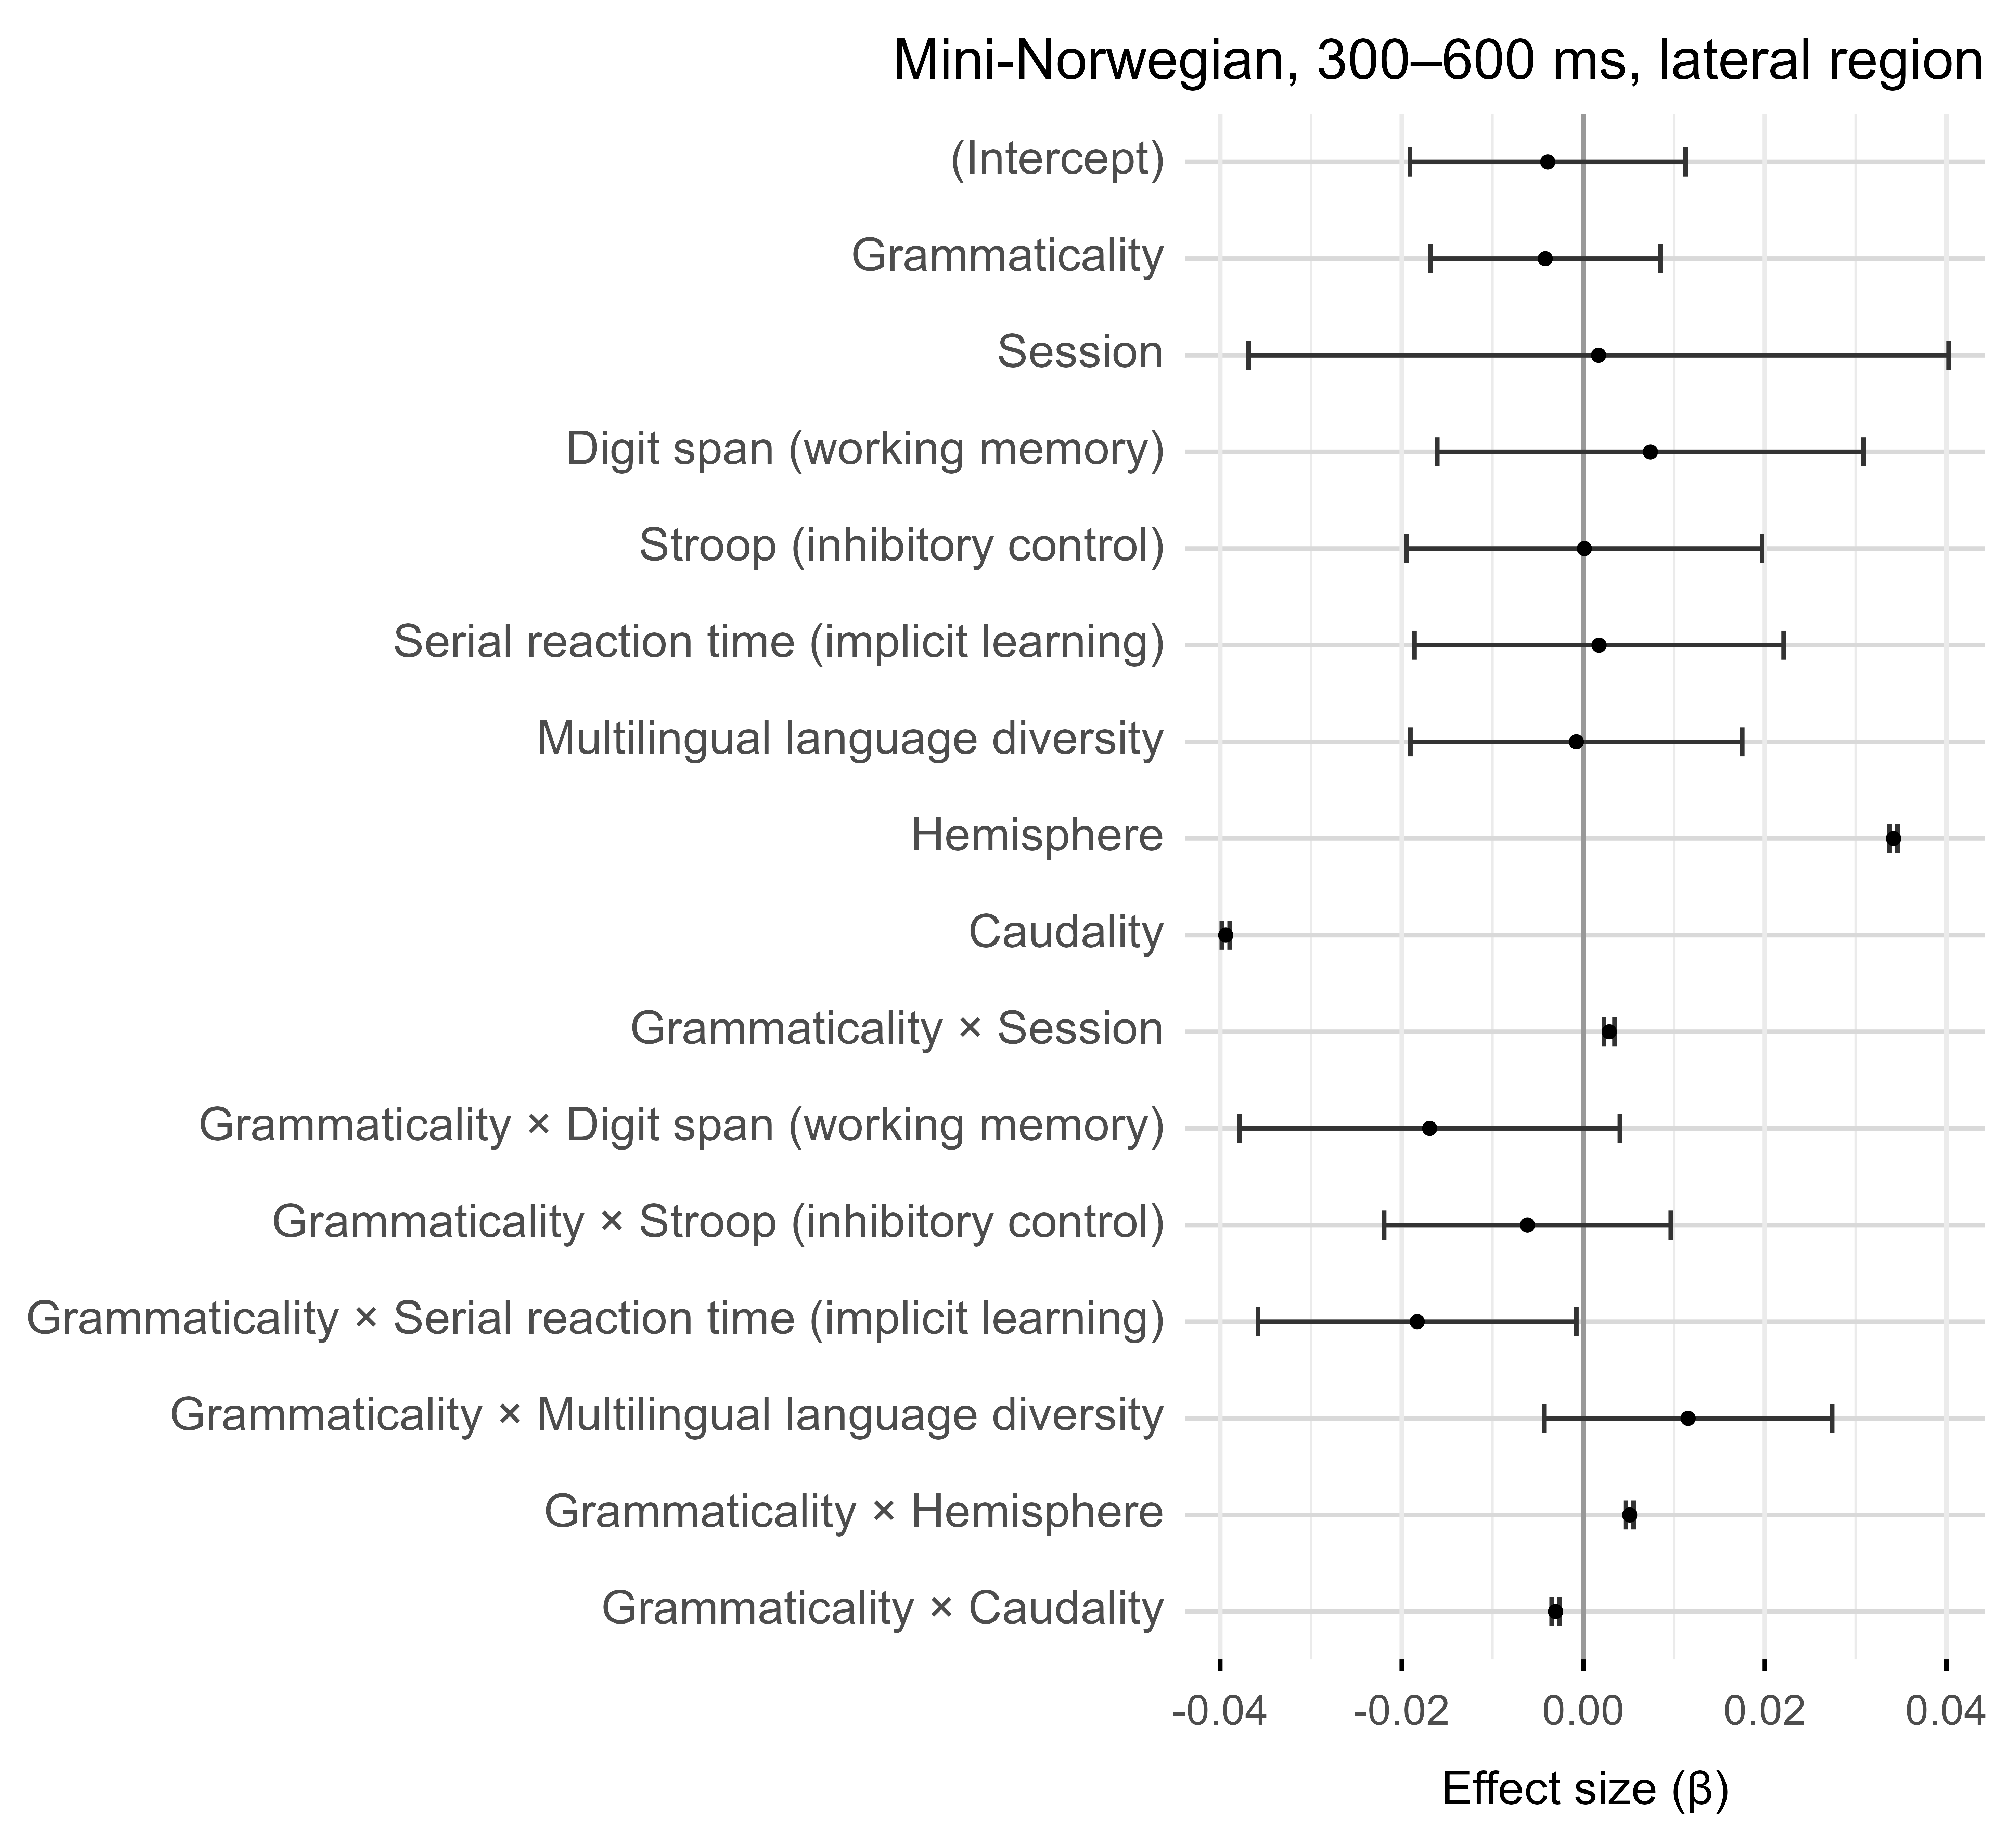 Mini-Norwegian, 300–600 ms, lateral region
(Intercept)
Grammaticality
Session
Digit span (working memory)
Stroop (inhibitory control)
Serial reaction time (implicit learning)
Multilingual language diversity
Hemisphere
Caudality
Grammaticality × Session
Grammaticality × Digit span (working memory)
Grammaticality × Stroop (inhibitory control)
Grammaticality × Serial reaction time (implicit learning)
Grammaticality × Multilingual language diversity
Grammaticality × Hemisphere
Grammaticality × Caudality
-0.04 -0.02 0.00 0.02 0.04
Effect size (β)